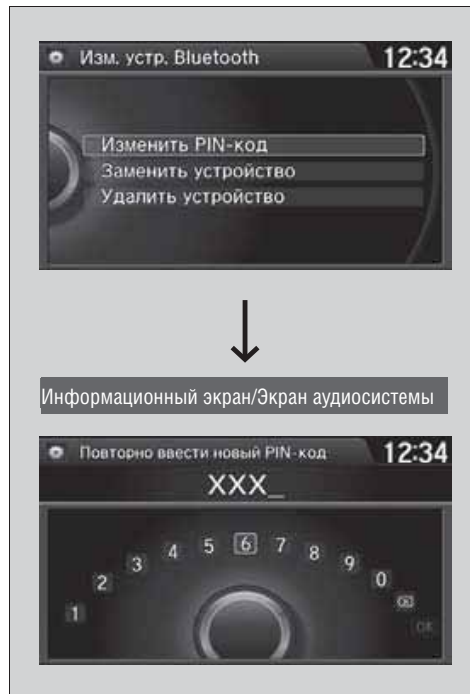 Изм. устр. Bluetooth 12:34
Изменить PIN-код
Заменить устройство
Удалить устройство
Информационный экран/Экран аудиосистемы
Повторно ввести новый PIN-код 12:34
XXX_
1 2 3 4 5 6 7 8 9 0
OK